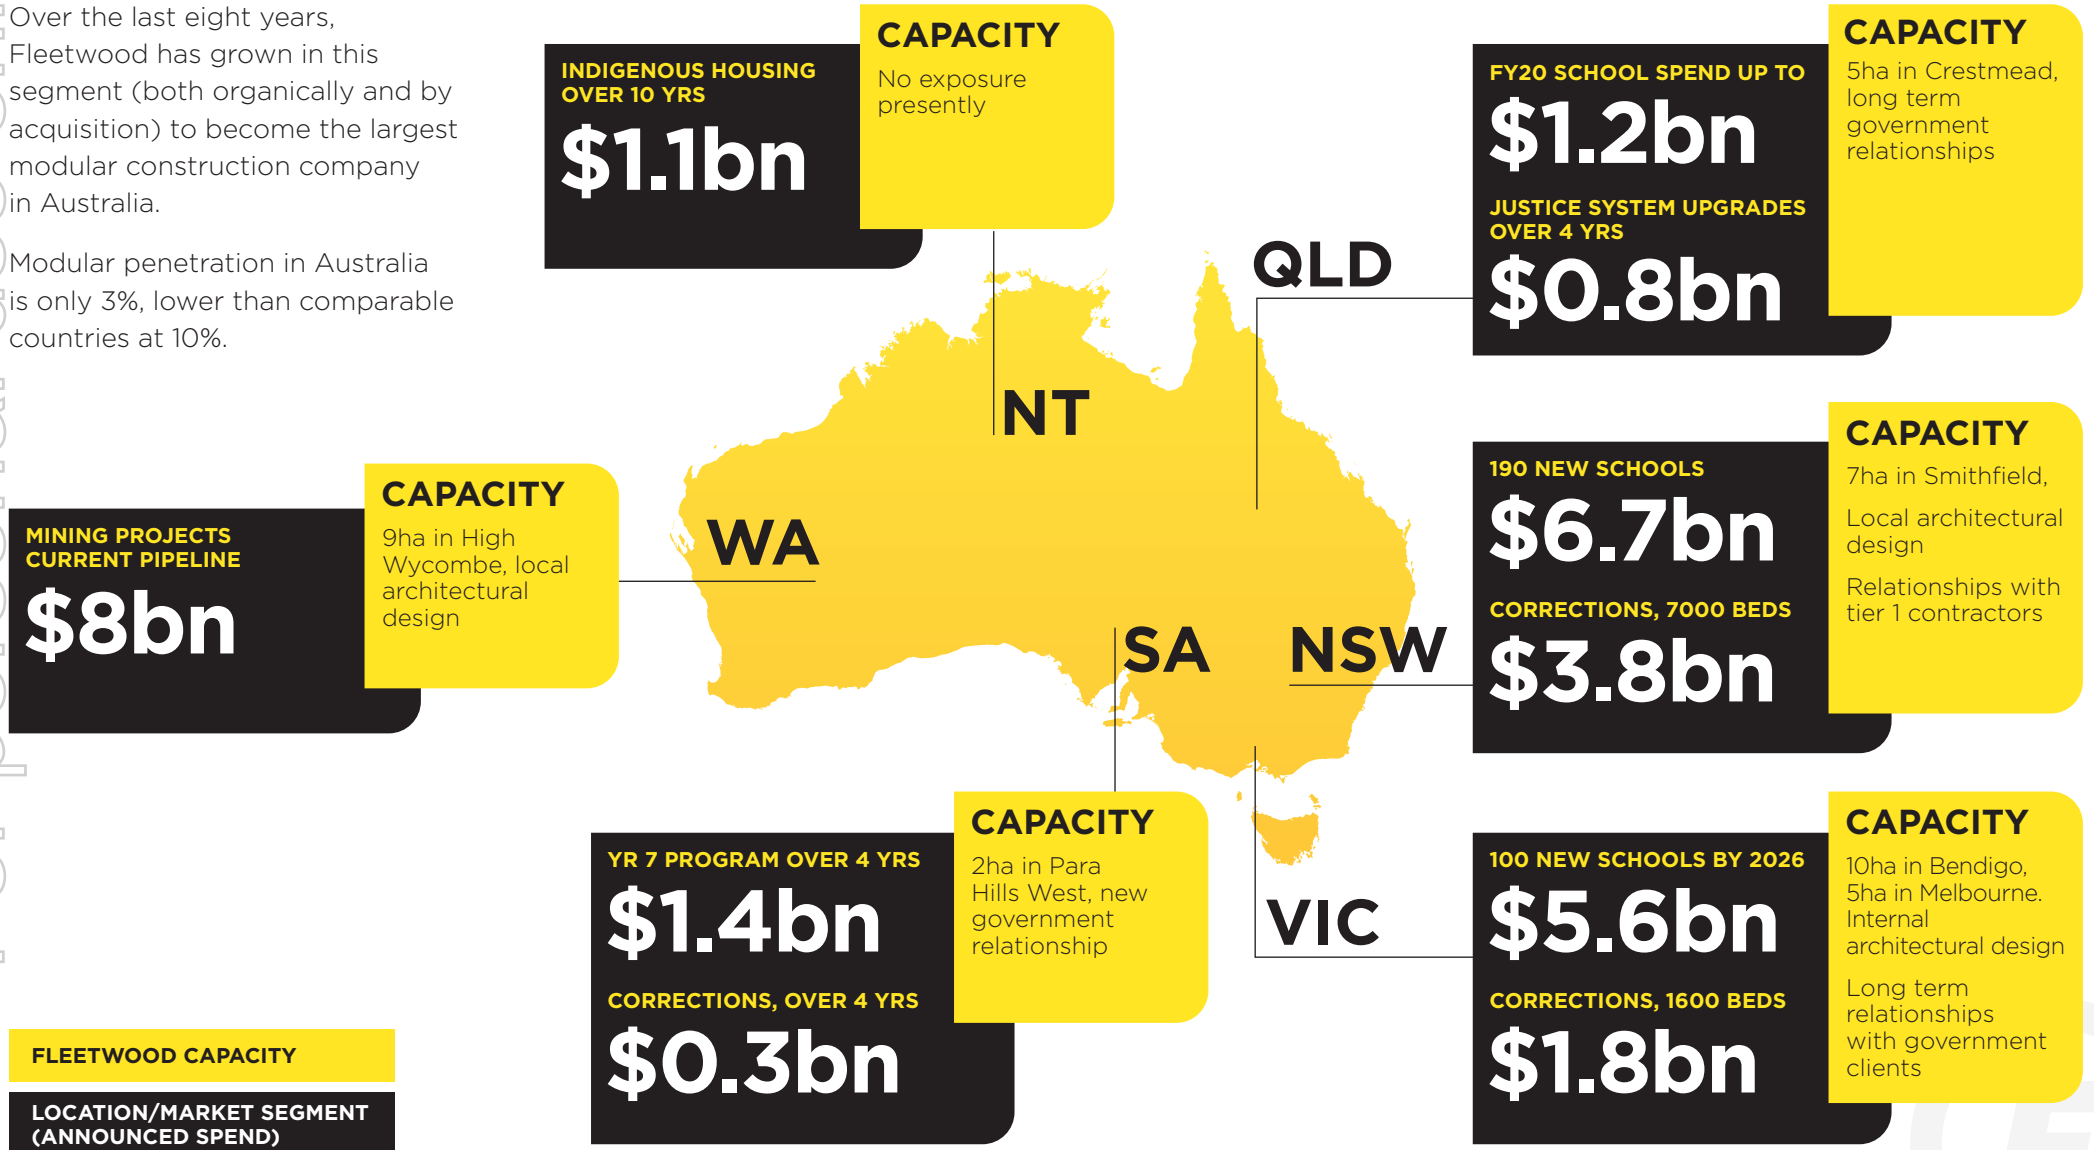 Over the last eight years,
Fleetwood has grown in this
segment (both organically and by
acquisition) to become the largest
modular construction company
in Australia.
Modular penetration in Australia
is only 3%, lower than comparable
countries at 10%.
INDIGENOUS HOUSING
OVER 10 YRS
$1.1bn
CAPACITY
No exposure
presently
NT
QLD
FY20 SCHOOL SPEND UP TO
$1.2bn
JUSTICE SYSTEM UPGRADES
OVER 4 YRS
$0.8bn
CAPACITY
5ha in Crestmead,
long term
government
relationships
MINING PROJECTS
CURRENT PIPELINE
$8bn
CAPACITY
9ha in High
Wycombe, local
architectural
design
WA
SA
NSW
190 NEW SCHOOLS
$6.7bn
CORRECTIONS, 7000 BEDS
$3.8bn
CAPACITY
7ha in Smithfield,
Local architectural
design
Relationships with
tier 1 contractors
YR 7 PROGRAM OVER 4 YRS
$1.4bn
CORRECTIONS, OVER 4 YRS
$0.3bn
CAPACITY
2ha in Para
Hills West, new
government
relationship
VIC
100 NEW SCHOOLS BY 2026
$5.6bn
CORRECTIONS, 1600 BEDS
$1.8bn
CAPACITY
10ha in Bendigo,
5ha in Melbourne.
Internal
architectural design
Long term
relationships
with government
clients
FLEETWOOD CAPACITY
LOCATION/MARKET SEGMENT
(ANNOUNCED SPEND)